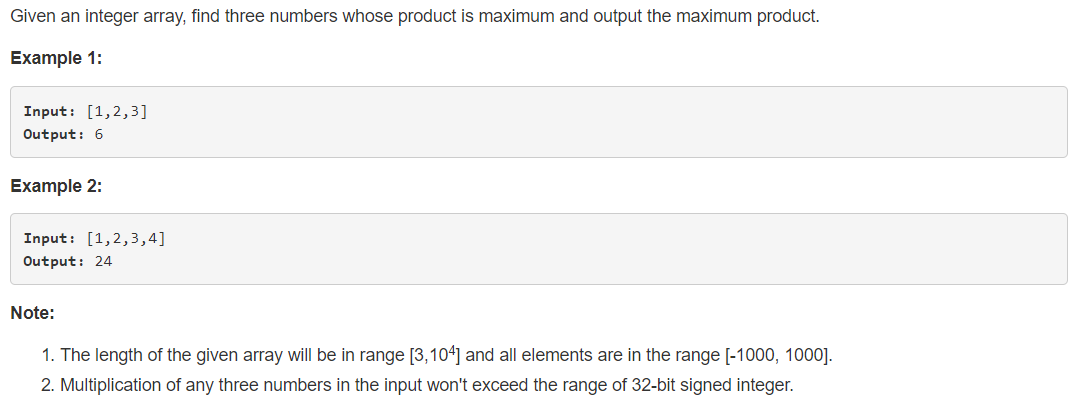 Given an integer array, find three numbers whose product is maximum and output the maximum product.
Example 1:
Input: [1,2,3]
Output: 6
Example 2:
Input: [1,2,3,4]
Output: 24
Note:
1. The length of the given array will be in range [3,10⁴] and all elements are in the range [-1000, 1000].
2. Multiplication of any three numbers in the input won't exceed the range of 32-bit signed integer.